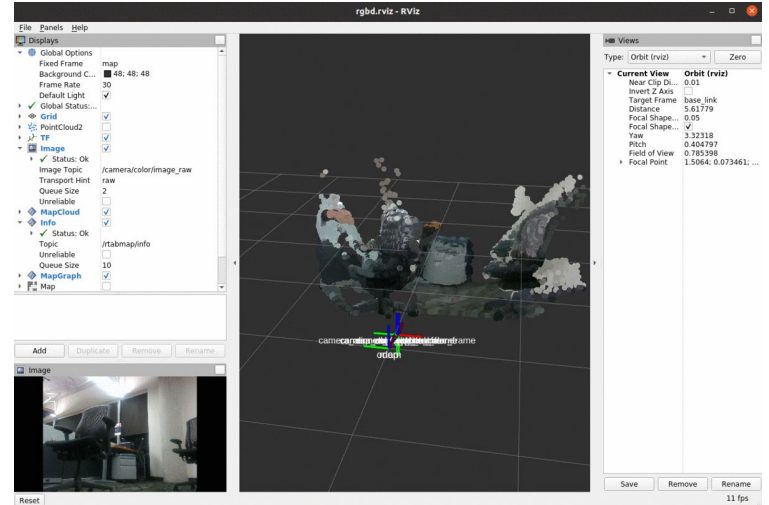 rgbd.rviz - RViz
File Panels Help
Displays
Global Options
Fixed Frame map
Background C... 48; 48; 48
Frame Rate 30
Default Light
Global Status:...
Grid
PointCloud2
TF
Image
Status: Ok
Image Topic /camera/color/image_raw
Transport Hint raw
Queue Size 2
Unreliable
MapCloud
Info
Status: Ok
Topic /rtabmap/info
Unreliable
Queue Size 10
MapGraph
Map
Add Duplicate Remove Rename
Image
Reset
odom
Views
Type: Orbit (rviz) Zero
Current View Orbit (rviz)
Near Clip Di... 0.01
Invert Z Axis
Target Frame base_link
Distance 5.61779
Focal Shape... 0.05
Focal Shape...
Yaw 3.32318
Pitch 0.404797
Field of View 0.785398
Focal Point 1.5064; 0.073461; ...
Save Remove Rename
11 fps